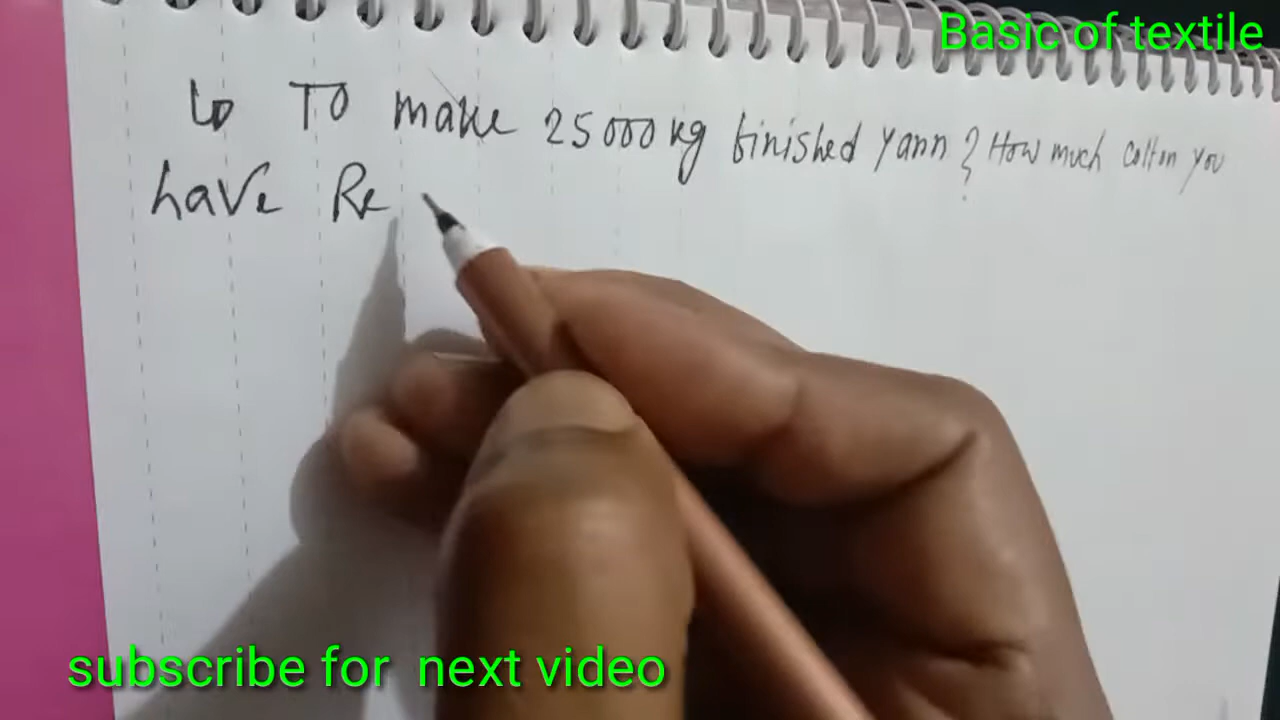 Basic of textile
To make 25000 kg finished yarn? How much cotton you
have Re
subscribe for next video